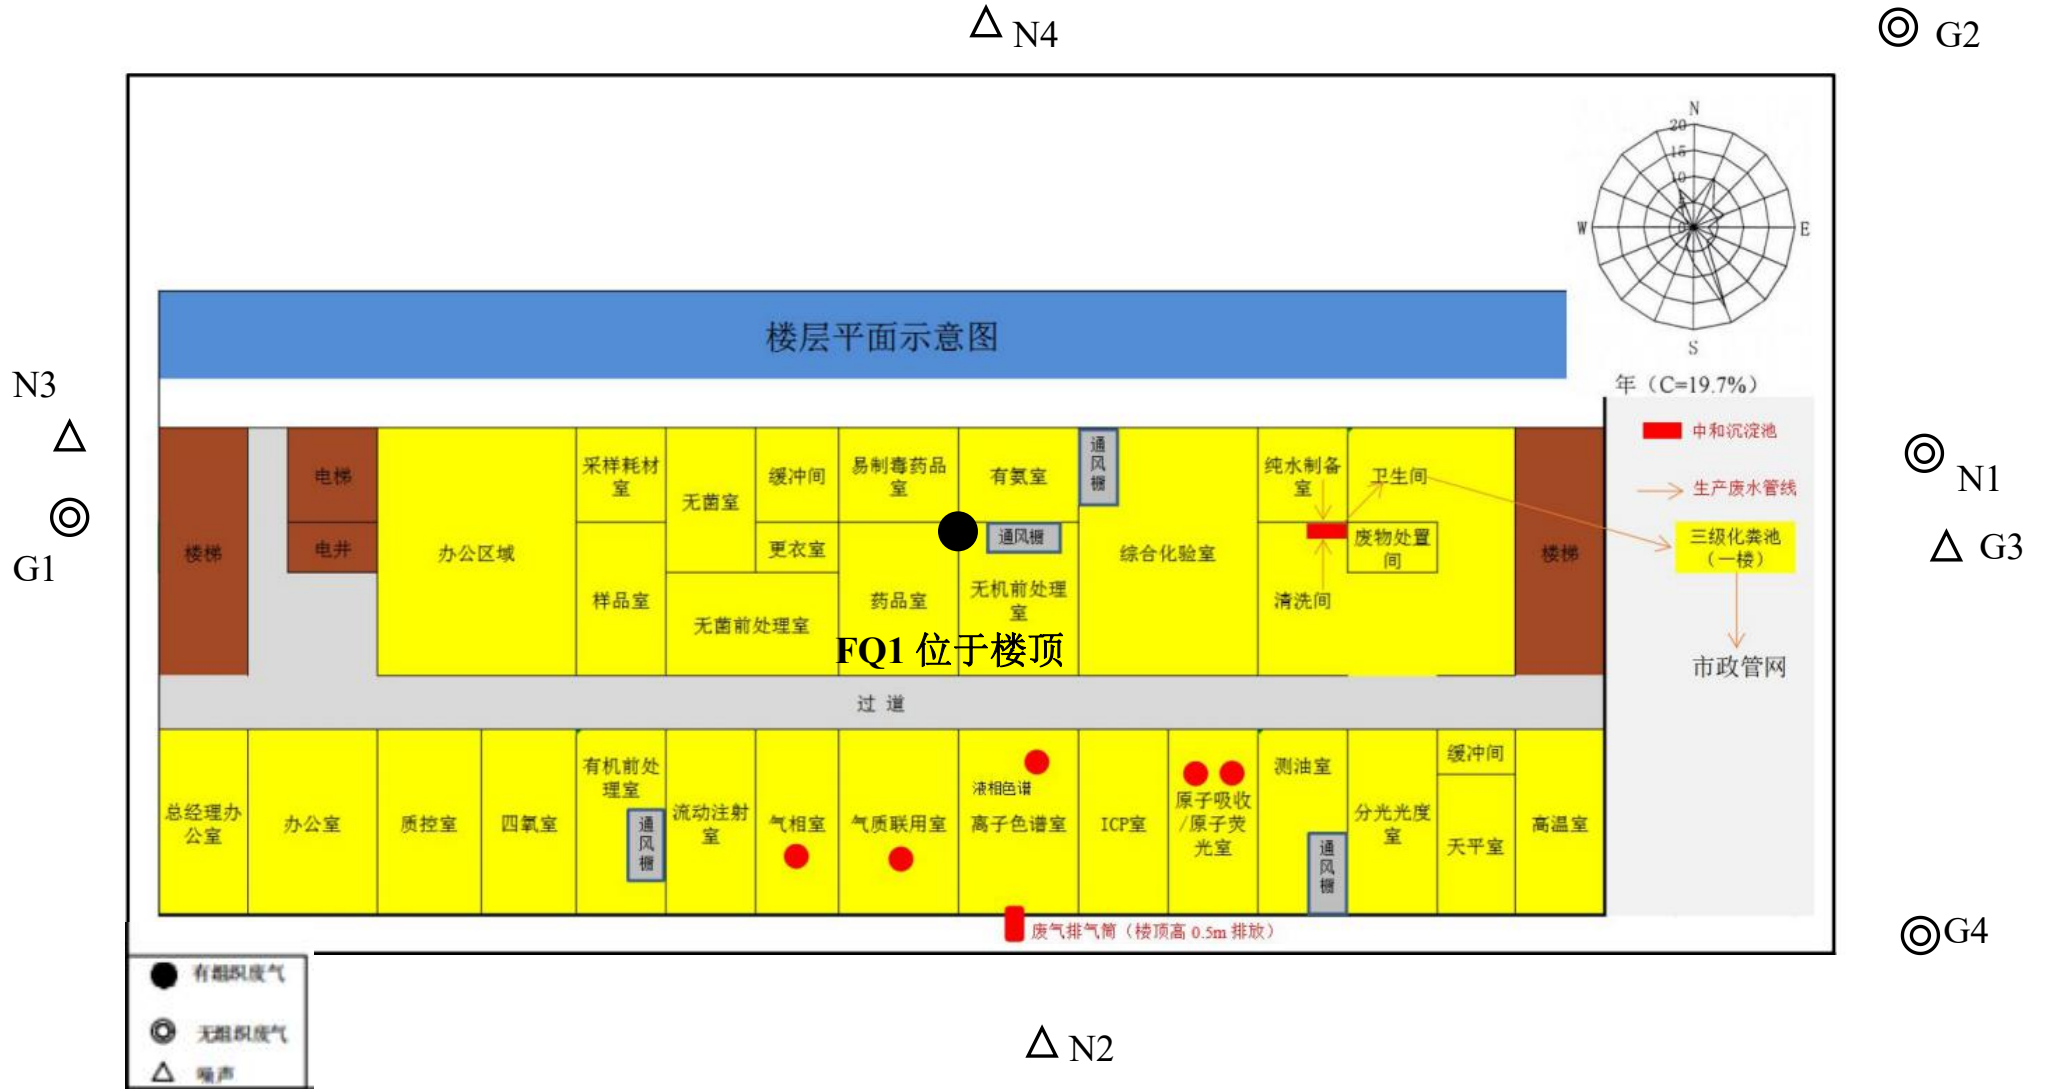 N4
G2
N
20
15
10
5
0
W
E
S
年（C=19.7%）
楼层平面示意图
N3
G1
N1
G3
G4
N2
中和沉淀池
生产废水管线
三级化粪池
（一楼）
市政管网
楼梯
电梯
电井
办公区域
采样耗材
室
样品室
无菌室
缓冲间
更衣室
无菌前处理室
易制毒药品
室
药品室
有氨室
通风橱
无机前处理
室
FQ1 位于楼顶
通
风
橱
综合化验室
纯水制备
室
清洗间
卫生间
废物处置
间
楼梯
过 道
总经理办
公室
办公室
质控室
四氧室
有机前处
理室
通
风
橱
流动注射
室
气相室
气质联用室
液相色谱
离子色谱室
ICP室
原子吸收
/原子荧
光室
测油室
通
风
橱
分光光度
室
缓冲间
天平室
高温室
废气排气筒（楼顶高 0.5m 排放）
有组织废气
无组织废气
噪声